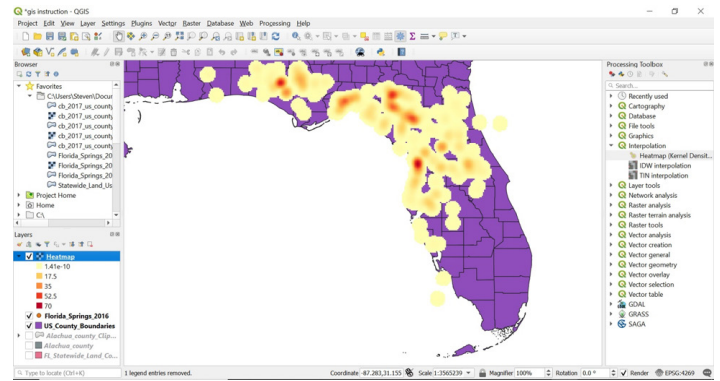 *gis instruction - QGIS
Project Edit View Layer Settings Plugins Vector Raster Database Web Processing Help
Browser
Favorites
C:\Users\Steven\Docur
cb_2017_us_county
cb_2017_us_county
cb_2017_us_county
cb_2017_us_county
Florida_Springs_20
Florida_Springs_20
Florida_Springs_20
Statewide_Land_Us
Project Home
Home
C:\
Layers
Heatmap
1.41e-10
17.5
35
52.5
70
Florida_Springs_2016
US_County_Boundaries
Alachua_county_Clip...
Alachua_county
FL_Statewide_Land_Co...
Processing Toolbox
Search...
Recently used
Cartography
Database
File tools
Graphics
Interpolation
Heatmap (Kernel Densit...
IDW interpolation
TIN interpolation
Layer tools
Network analysis
Raster analysis
Raster terrain analysis
Raster tools
Vector analysis
Vector creation
Vector general
Vector geometry
Vector overlay
Vector selection
Vector table
GDAL
GRASS
SAGA
Type to locate (Ctrl+K) 1 legend entries removed. Coordinate -87.283,31.155 Scale 1:3565239 Magnifier 100% Rotation 0.0 ° Render EPSG:4269